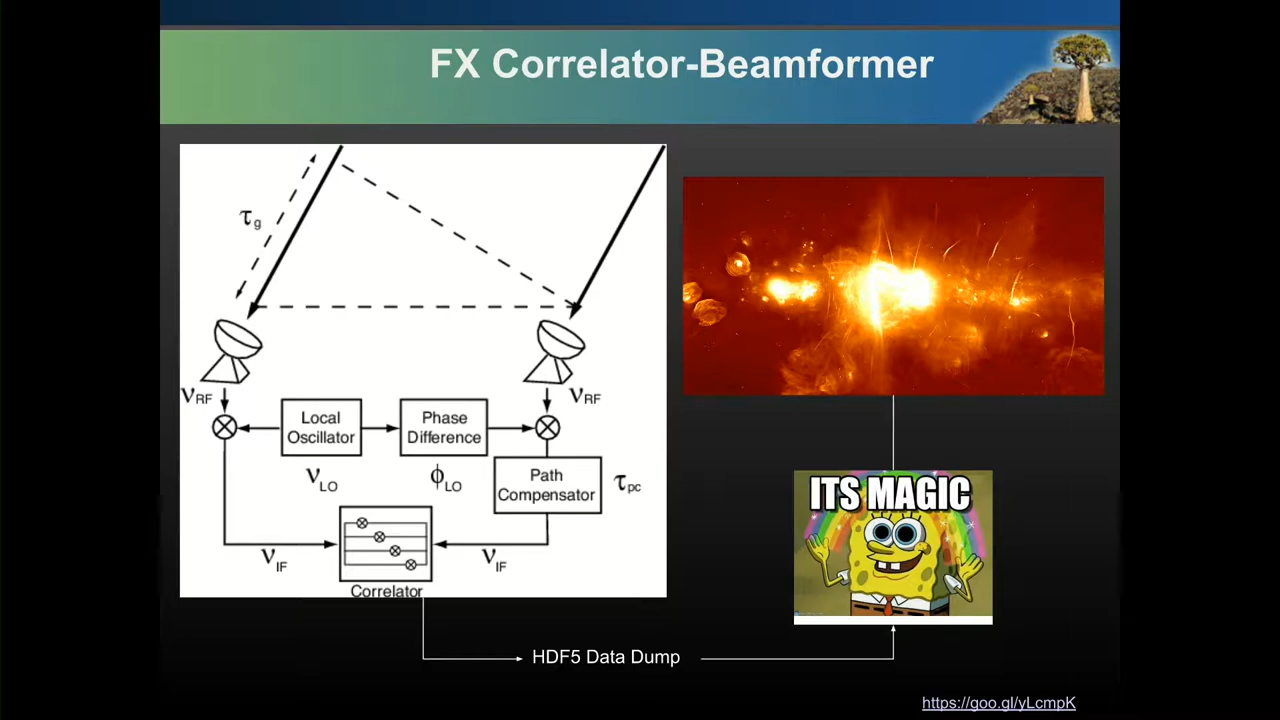 FX Correlator-Beamformer
τg
νRF
νRF
Local
Oscillator
Phase
Difference
νLO
ϕLO
Path
Compensator
τpc
νIF
νIF
Correlator
ITS MAGIC
HDF5 Data Dump
https://goo.gl/yLcmpK